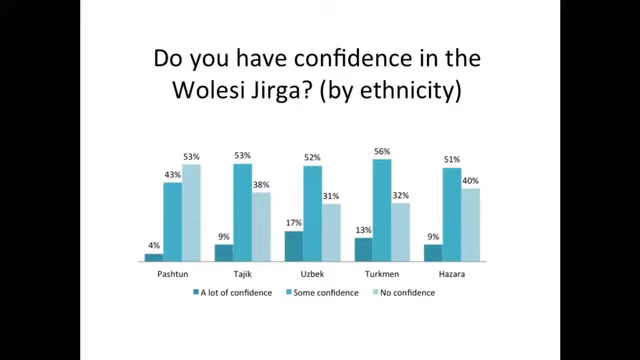 Do you have confidence in the
Wolesi Jirga? (by ethnicity)
4% 43% 53% 9% 53% 38% 17% 52% 31% 13% 56% 32% 9% 51% 40%
Pashtun Tajik Uzbek Turkmen Hazara
A lot of confidence Some confidence No confidence